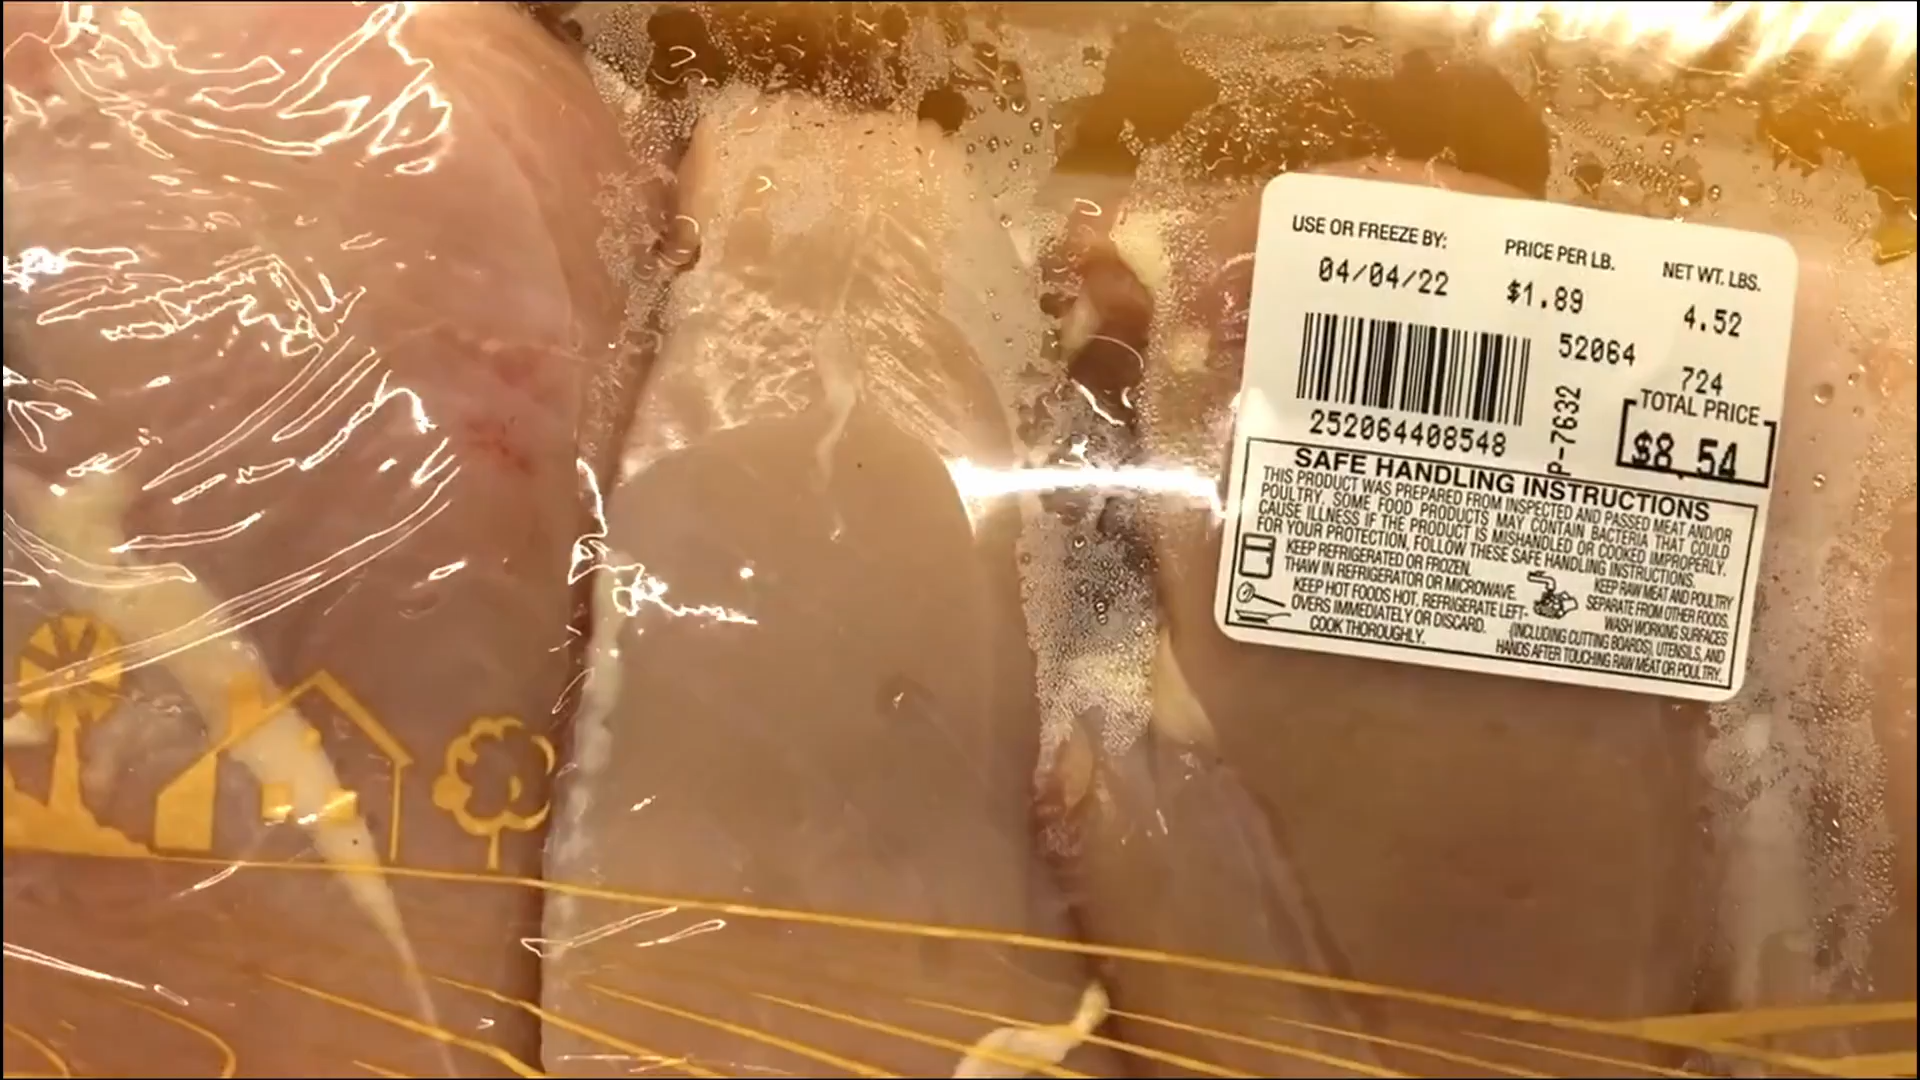 USE OR FREEZE BY:
04/04/22
PRICE PER LB.
$1.89
NET WT. LBS.
4.52
52064
724
252064408548
P-7632
TOTAL PRICE
$8 54
SAFE HANDLING INSTRUCTIONS
THIS PRODUCT WAS PREPARED FROM INSPECTED AND PASSED MEAT AND/OR
POULTRY. SOME FOOD PRODUCTS MAY CONTAIN BACTERIA THAT COULD
CAUSE ILLNESS IF THE PRODUCT IS MISHANDLED OR COOKED IMPROPERLY.
FOR YOUR PROTECTION, FOLLOW THESE SAFE HANDLING INSTRUCTIONS.
KEEP REFRIGERATED OR FROZEN.
THAW IN REFRIGERATOR OR MICROWAVE.
KEEP HOT FOODS HOT. REFRIGERATE LEFT-
OVERS IMMEDIATELY OR DISCARD.
COOK THOROUGHLY.
KEEP RAW MEAT AND POULTRY
SEPARATE FROM OTHER FOODS.
WASH WORKING SURFACES
(INCLUDING CUTTING BOARDS), UTENSILS, AND
HANDS AFTER TOUCHING RAW MEAT OR POULTRY.